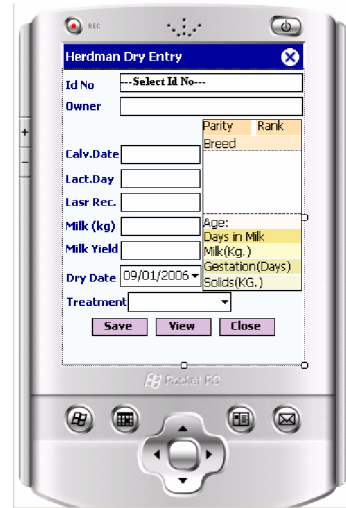 REC
Herdman Dry Entry
Id No ---Select Id No---
Owner
Parity Rank
Breed
Calv.Date
Lact.Day
Lasr Rec.
Milk (kg) Age:
Days in Milk
Milk Yield Milk(Kg.)
Gestation(Days)
Dry Date 09/01/2006 Solids(KG.)
Treatment
Save View Close
Pocket PC